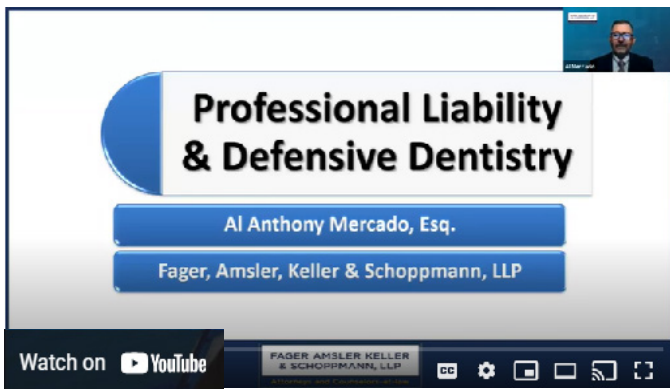 Professional Liability
& Defensive Dentistry
Al Anthony Mercado, Esq.
Fager, Amsler, Keller & Schoppmann, LLP
Watch on YouTube
FAGER AMSLER KELLER
& SCHOPPMANN, LLP
CC